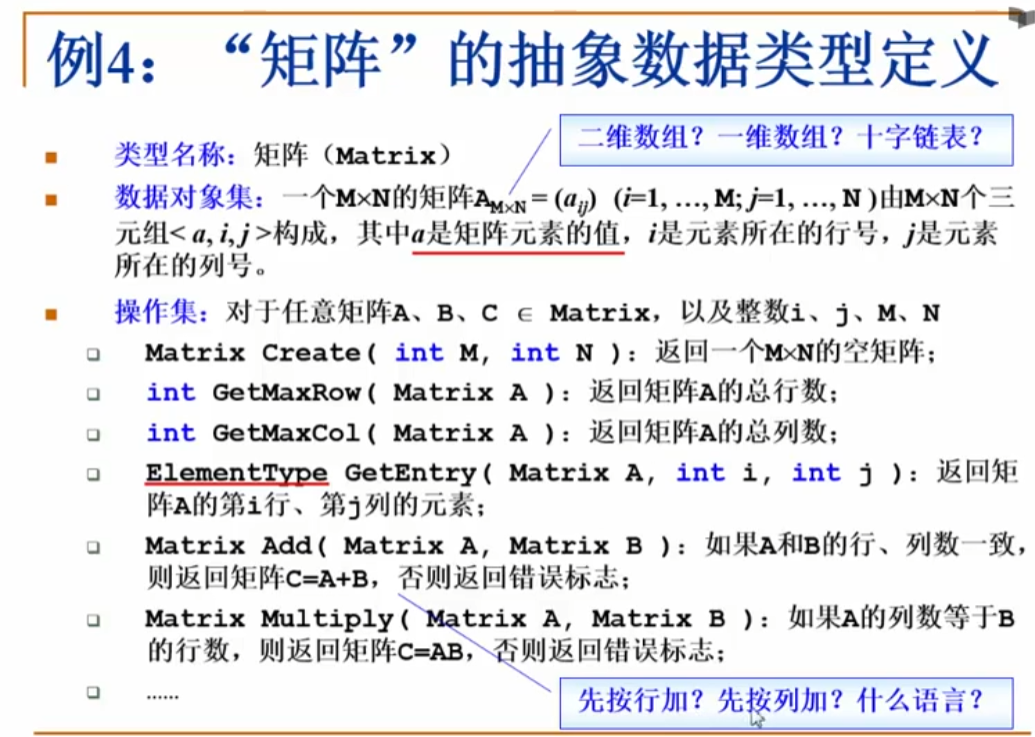 例4：“矩阵”的抽象数据类型定义
二维数组？一维数组？十字链表？
类型名称：矩阵（Matrix）
数据对象集：一个M×N的矩阵A_{M×N} = (a_{ij}) (i=1, …, M; j=1, …, N )由M×N个三
元组< a, i, j >构成，其中a是矩阵元素的值，i是元素所在的行号，j是元素
所在的列号。
操作集：对于任意矩阵A、B、C ∈ Matrix，以及整数i、j、M、N
Matrix Create( int M, int N )：返回一个M×N的空矩阵；
int GetMaxRow( Matrix A )：返回矩阵A的总行数；
int GetMaxCol( Matrix A )：返回矩阵A的总列数；
ElementType GetEntry( Matrix A, int i, int j )：返回矩
阵A的第i行、第j列的元素；
Matrix Add( Matrix A, Matrix B )：如果A和B的行、列数一致，
则返回矩阵C=A+B，否则返回错误标志；
Matrix Multiply( Matrix A, Matrix B )：如果A的列数等于B
的行数，则返回矩阵C=AB，否则返回错误标志；
……
先按行加？先按列加？什么语言？